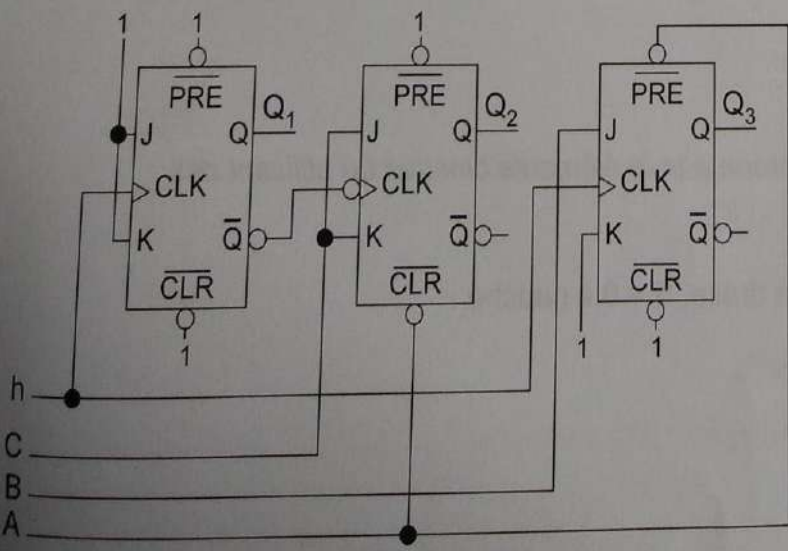 1 1 1
PRE PRE PRE
J Q Q1 J Q Q2 J Q Q3
CLK CLK CLK
K Q̅ K Q̅ K Q̅
CLR CLR CLR
1 1 1
h
C
B
A